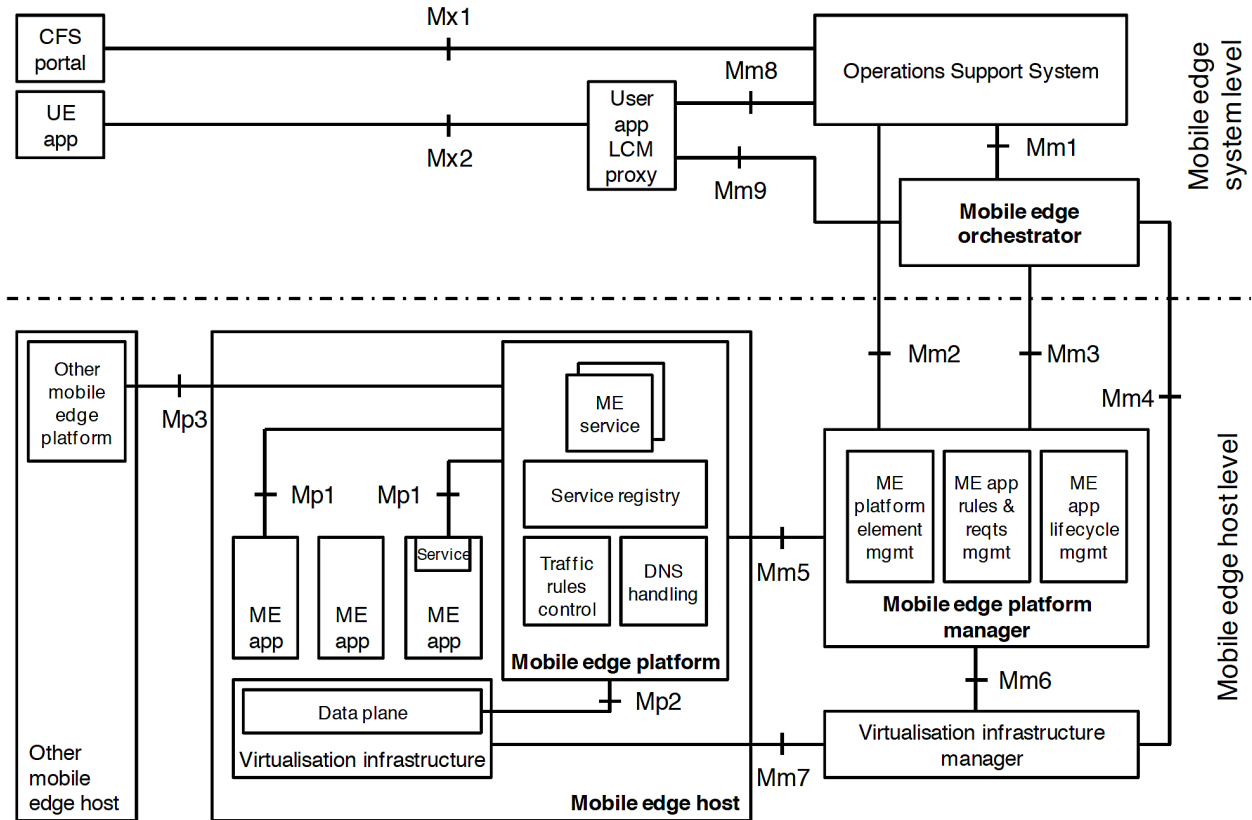 CFS
portal
Mx1
Operations Support System
Mm8
UE
app
Mx2
User
app
LCM
proxy
Mm9
Mm1
Mobile edge
orchestrator
Mobile edge
system level
Mm2
Mm3
Mm4
Other
mobile
edge
platform
Mp3
ME
service
Service registry
Mp1
Mp1
Traffic
rules
control
DNS
handling
Mobile edge platform
ME
app
ME
app
Service
ME
app
Mm5
ME
platform
element
mgmt
ME app
rules &
reqts
mgmt
ME
app
lifecycle
mgmt
Mobile edge platform
manager
Mobile edge host level
Mp2
Data plane
Virtualisation infrastructure
Mm6
Mm7
Virtualisation infrastructure
manager
Other
mobile
edge host
Mobile edge host